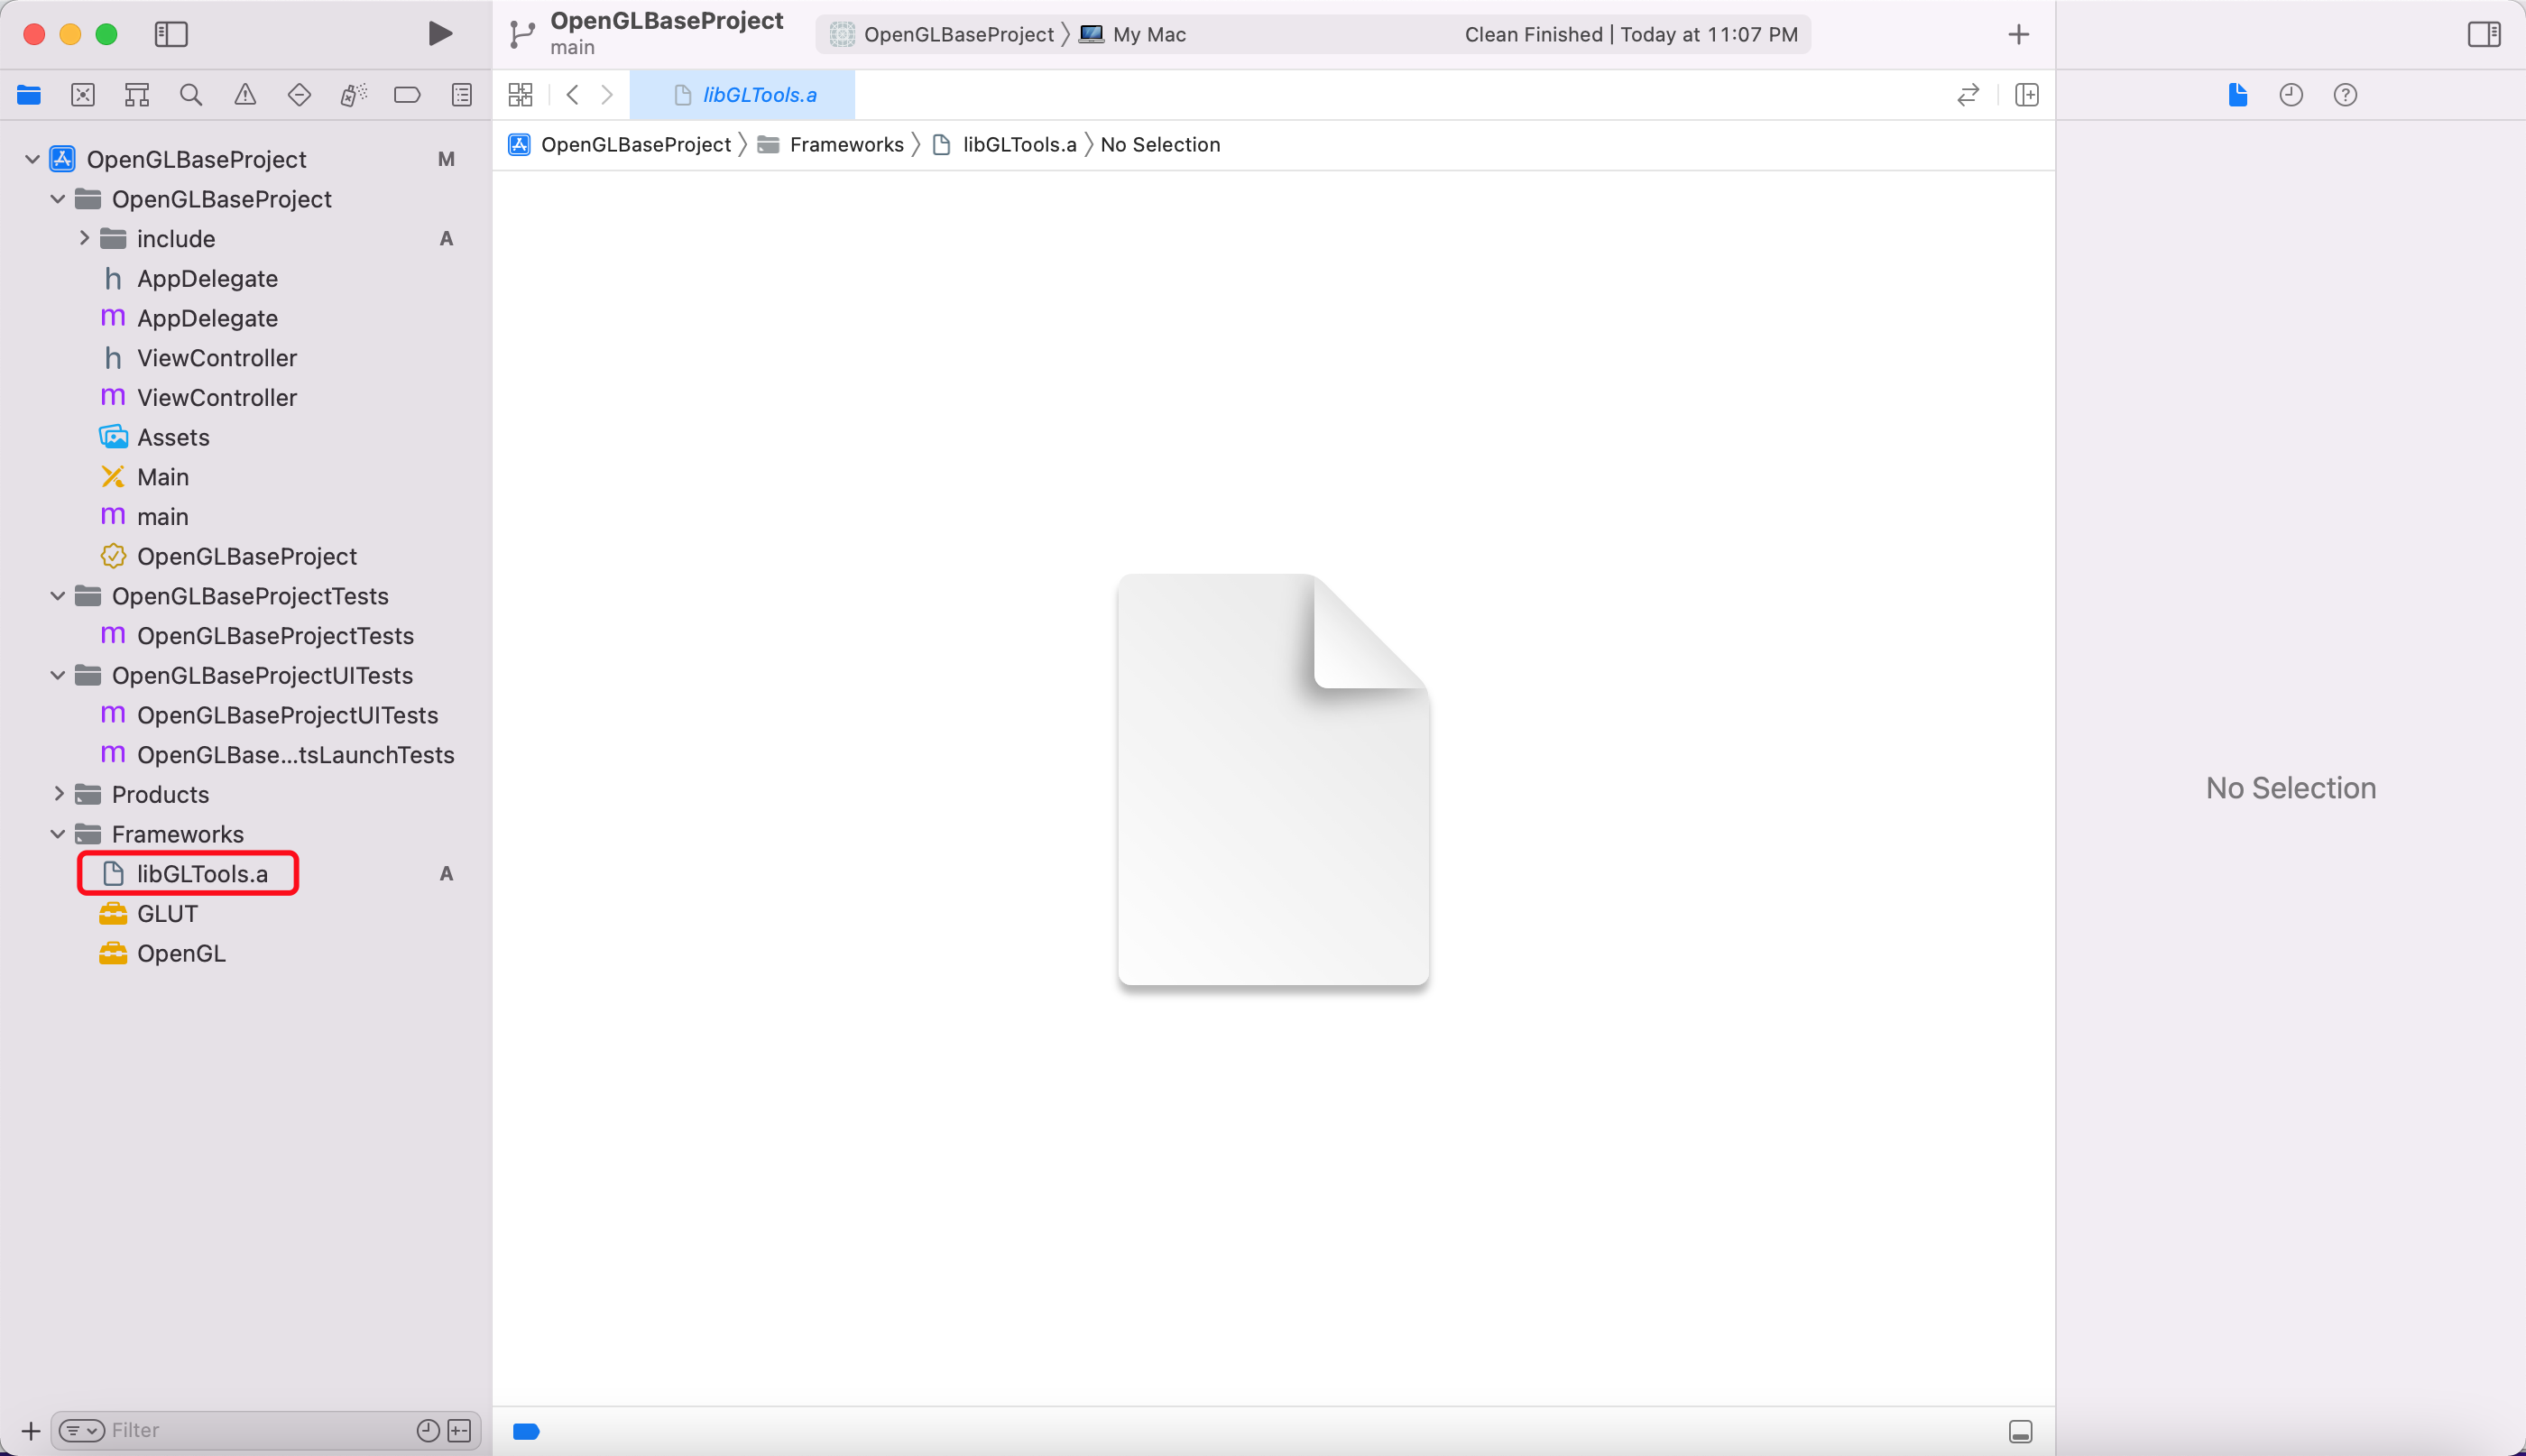 OpenGLBaseProject
main
OpenGLBaseProject
My Mac
Clean Finished | Today at 11:07 PM
libGLTools.a
OpenGLBaseProject
Frameworks
libGLTools.a
No Selection
OpenGLBaseProject M
OpenGLBaseProject
include A
h AppDelegate
m AppDelegate
h ViewController
m ViewController
Assets
Main
m main
OpenGLBaseProject
OpenGLBaseProjectTests
m OpenGLBaseProjectTests
OpenGLBaseProjectUITests
m OpenGLBaseProjectUITests
m OpenGLBase...tsLaunchTests
Products
Frameworks
libGLTools.a A
GLUT
OpenGL
Filter
No Selection